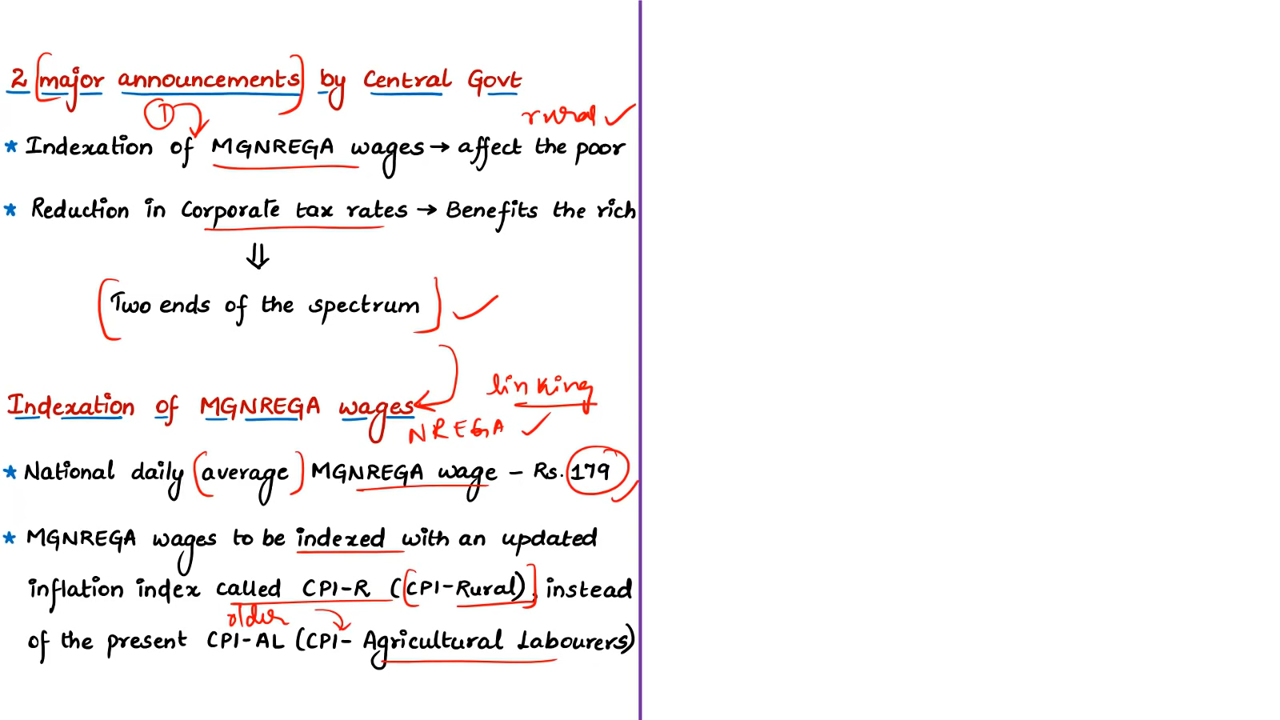 2 major announcements by Central Govt
① rural
* Indexation of MGNREGA wages → affect the poor
* Reduction in Corporate tax rates → Benefits the rich
⇓
Two ends of the spectrum
linking
Indexation of MGNREGA wages
NREGA
* National daily (average) MGNREGA wage – Rs. 179
* MGNREGA wages to be indexed with an updated
inflation index called CPI-R (CPI-Rural), instead
older
of the present CPI-AL (CPI- Agricultural Labourers)